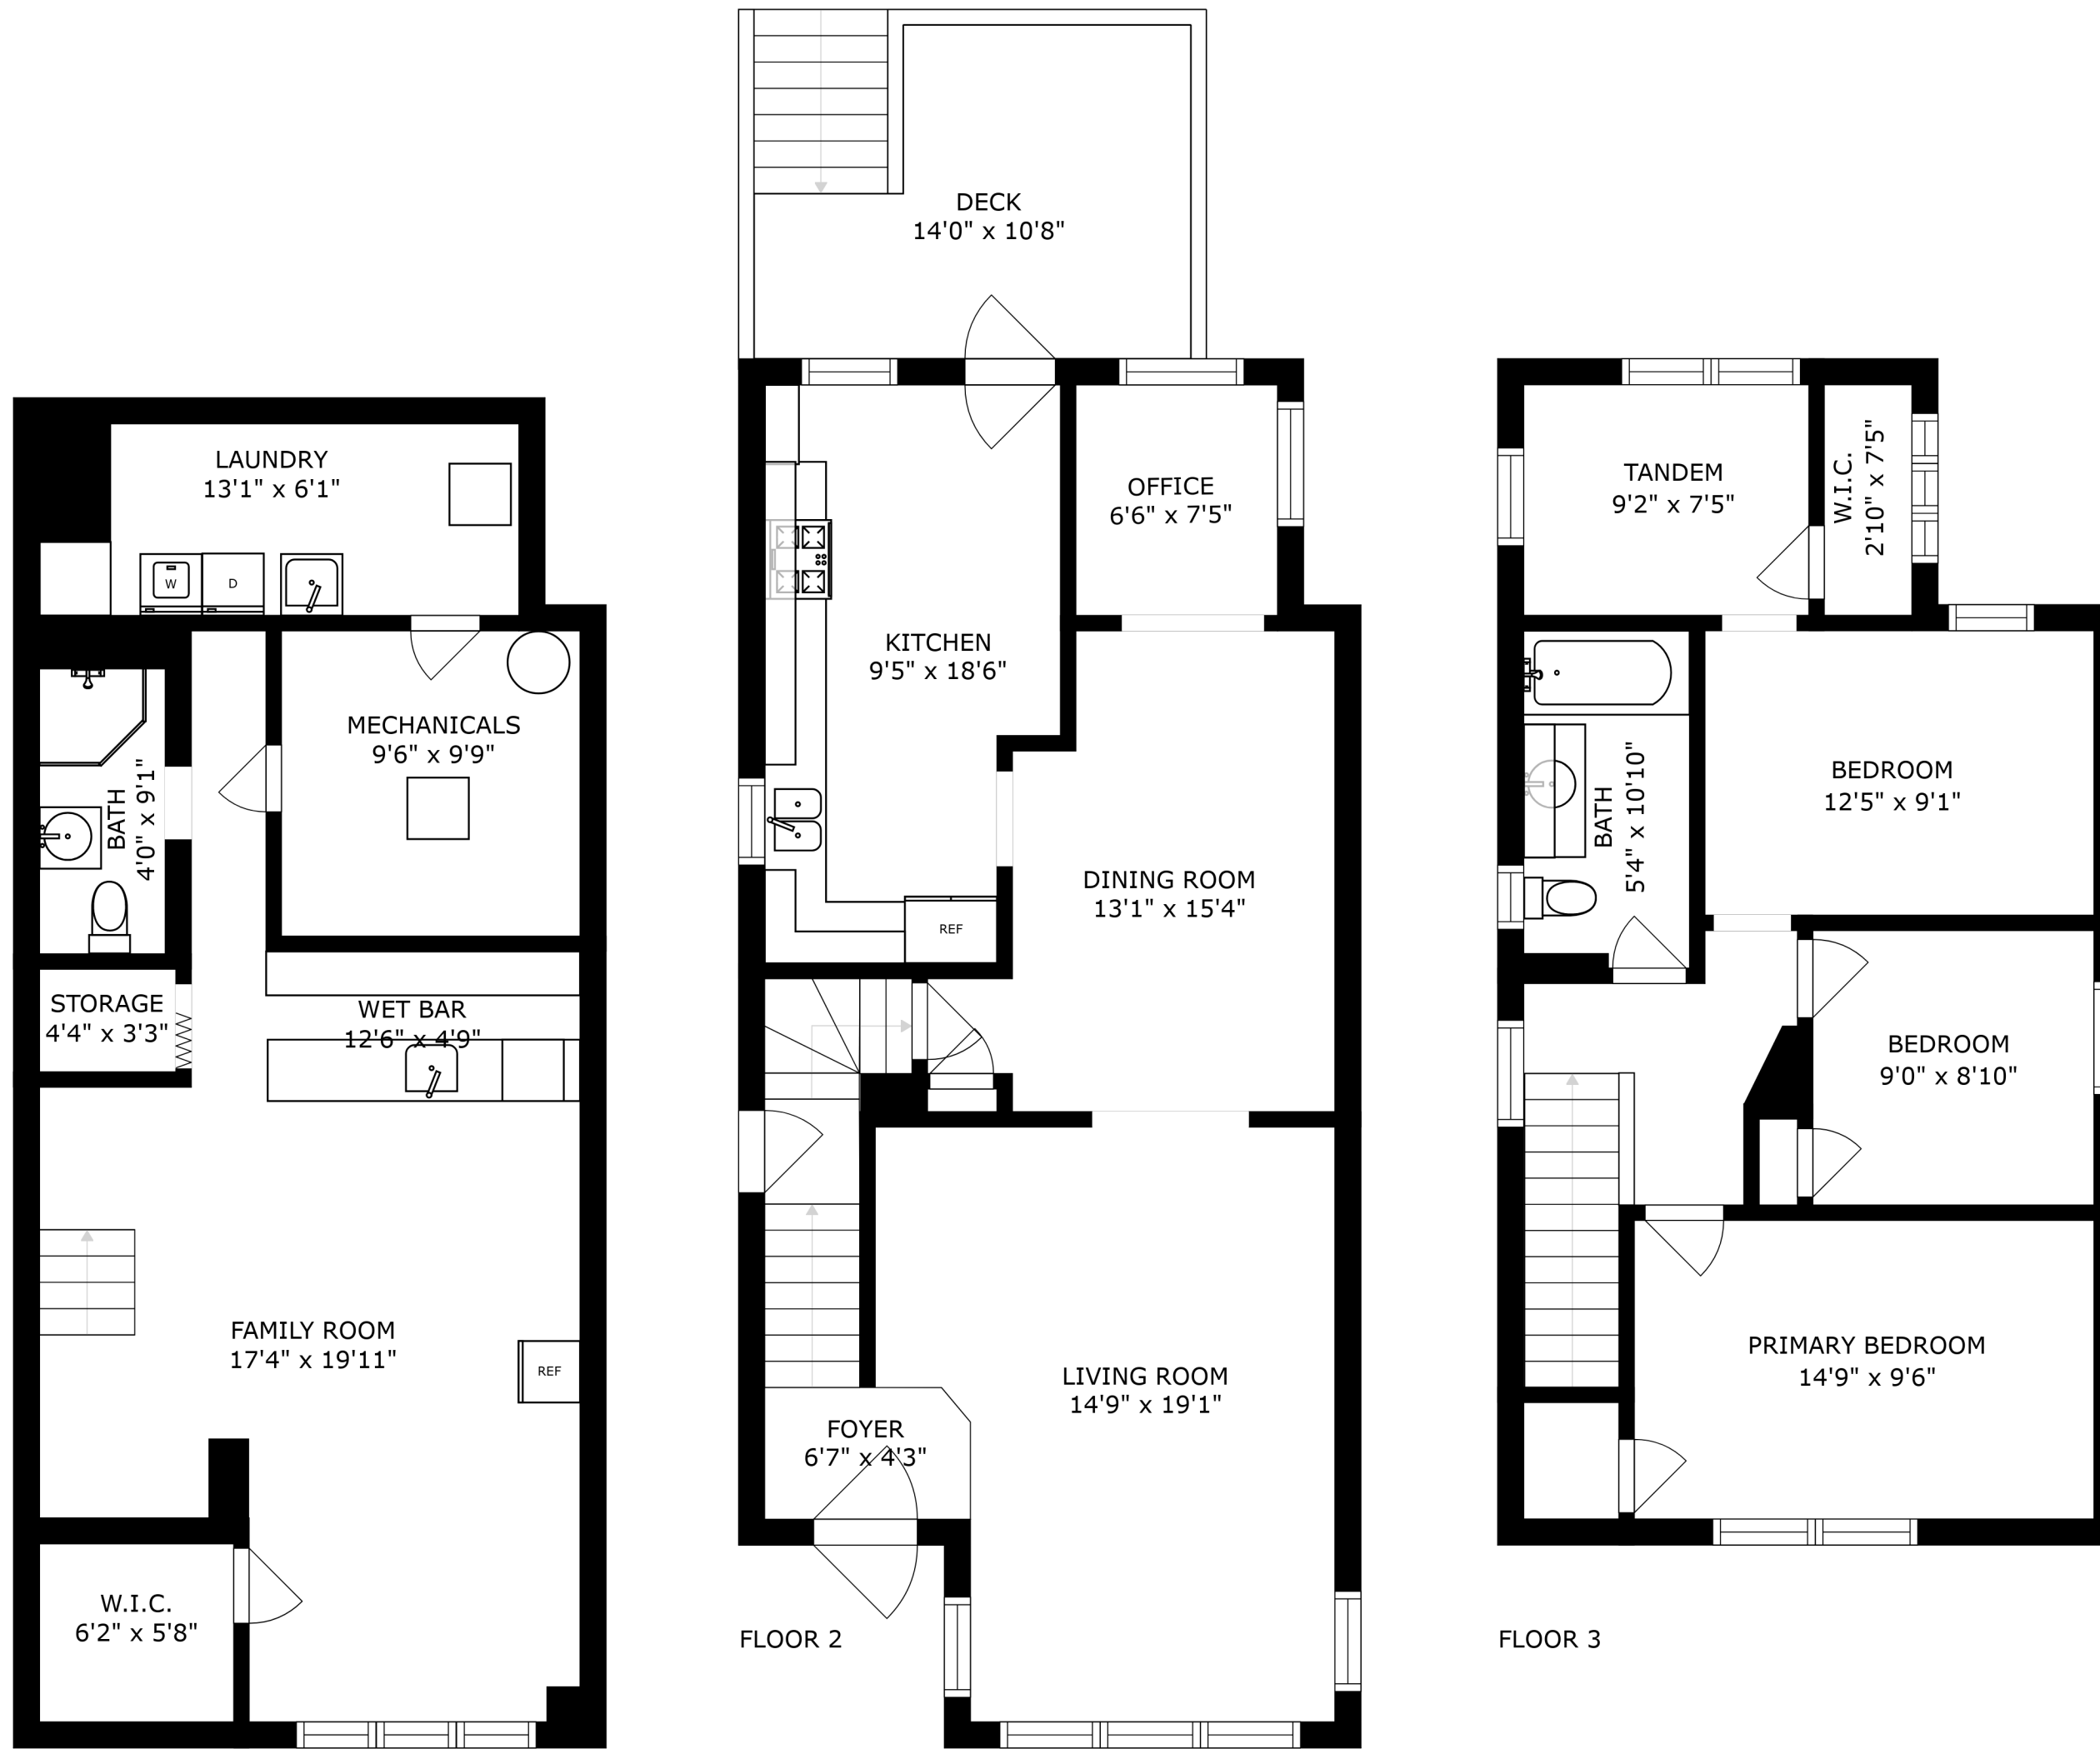 LAUNDRY
13'1" x 6'1"
W
D
MECHANICALS
9'6" x 9'9"
BATH
4'0" x 9'1"
STORAGE
4'4" x 3'3"
WET BAR
12'6" x 4'9"
FAMILY ROOM
17'4" x 19'11"
REF
W.I.C.
6'2" x 5'8"
DECK
14'0" x 10'8"
OFFICE
6'6" x 7'5"
KITCHEN
9'5" x 18'6"
DINING ROOM
13'1" x 15'4"
REF
LIVING ROOM
14'9" x 19'1"
FOYER
6'7" x 4'3"
FLOOR 2
TANDEM
9'2" x 7'5"
W.I.C.
2'10" x 7'5"
BEDROOM
12'5" x 9'1"
BATH
5'4" x 10'10"
BEDROOM
9'0" x 8'10"
PRIMARY BEDROOM
14'9" x 9'6"
FLOOR 3